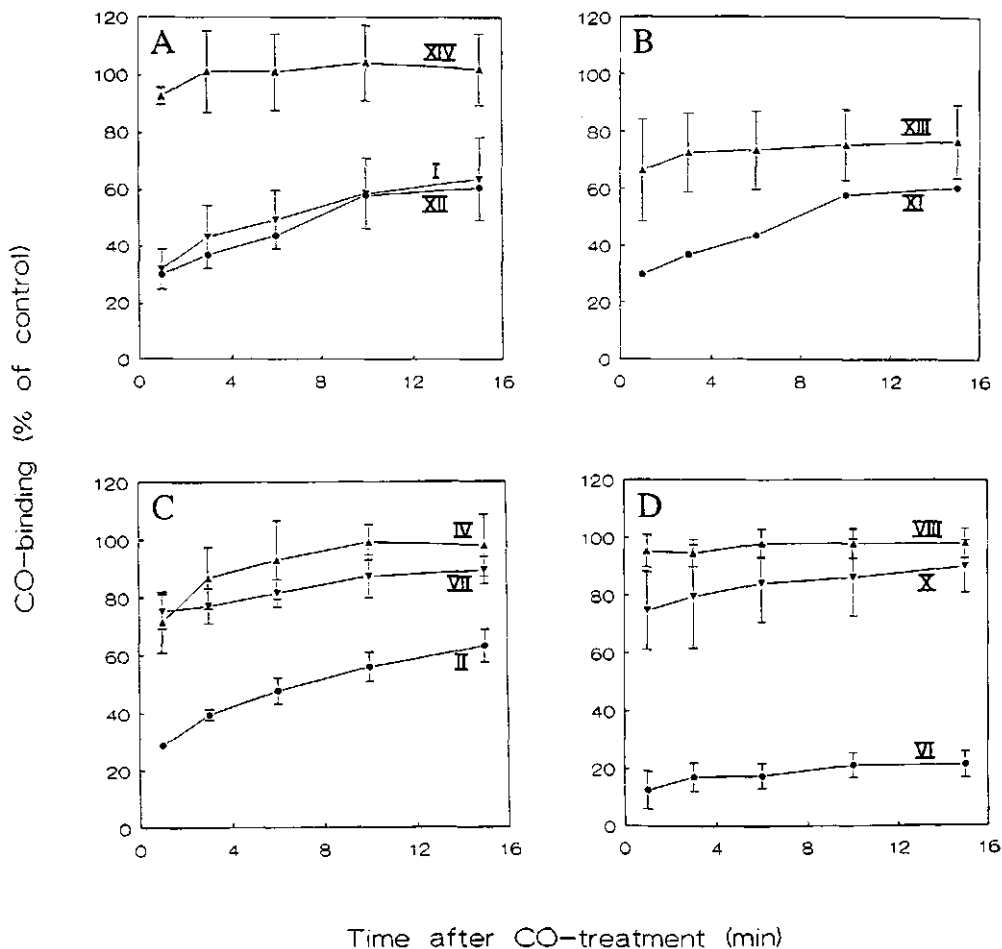 A
120
100
80
60
40
20
0
0 4 8 12 16
XIV
I
XII
B
120
100
80
60
40
20
0
0 4 8 12 16
XIII
XI
C
120
100
80
60
40
20
0
0 4 8 12 16
IV
VII
II
D
120
100
80
60
40
20
0
0 4 8 12 16
VIII
X
VI
CO-binding (% of control)
Time after CO-treatment (min)